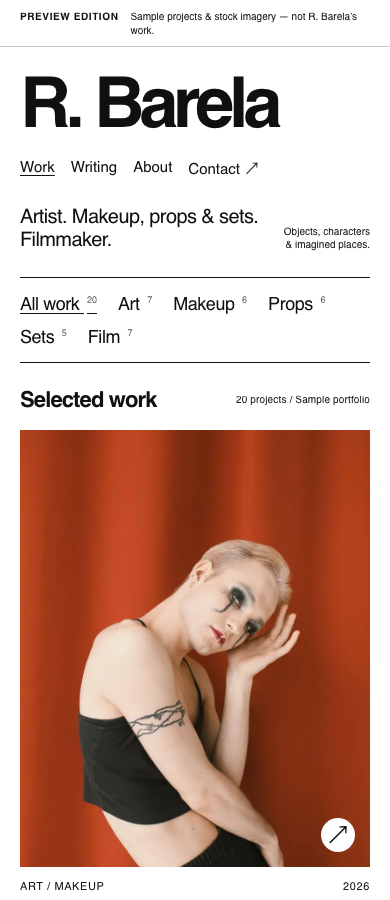 PREVIEW EDITION Sample projects & stock imagery — not R. Barela's
work.
R. Barela
Work Writing About Contact ↗
Artist. Makeup, props & sets.
Filmmaker.
Objects, characters
& imagined places.
All work 20 Art 7 Makeup 6 Props 6
Sets 5 Film 7
Selected work 20 projects / Sample portfolio
ART / MAKEUP 2026